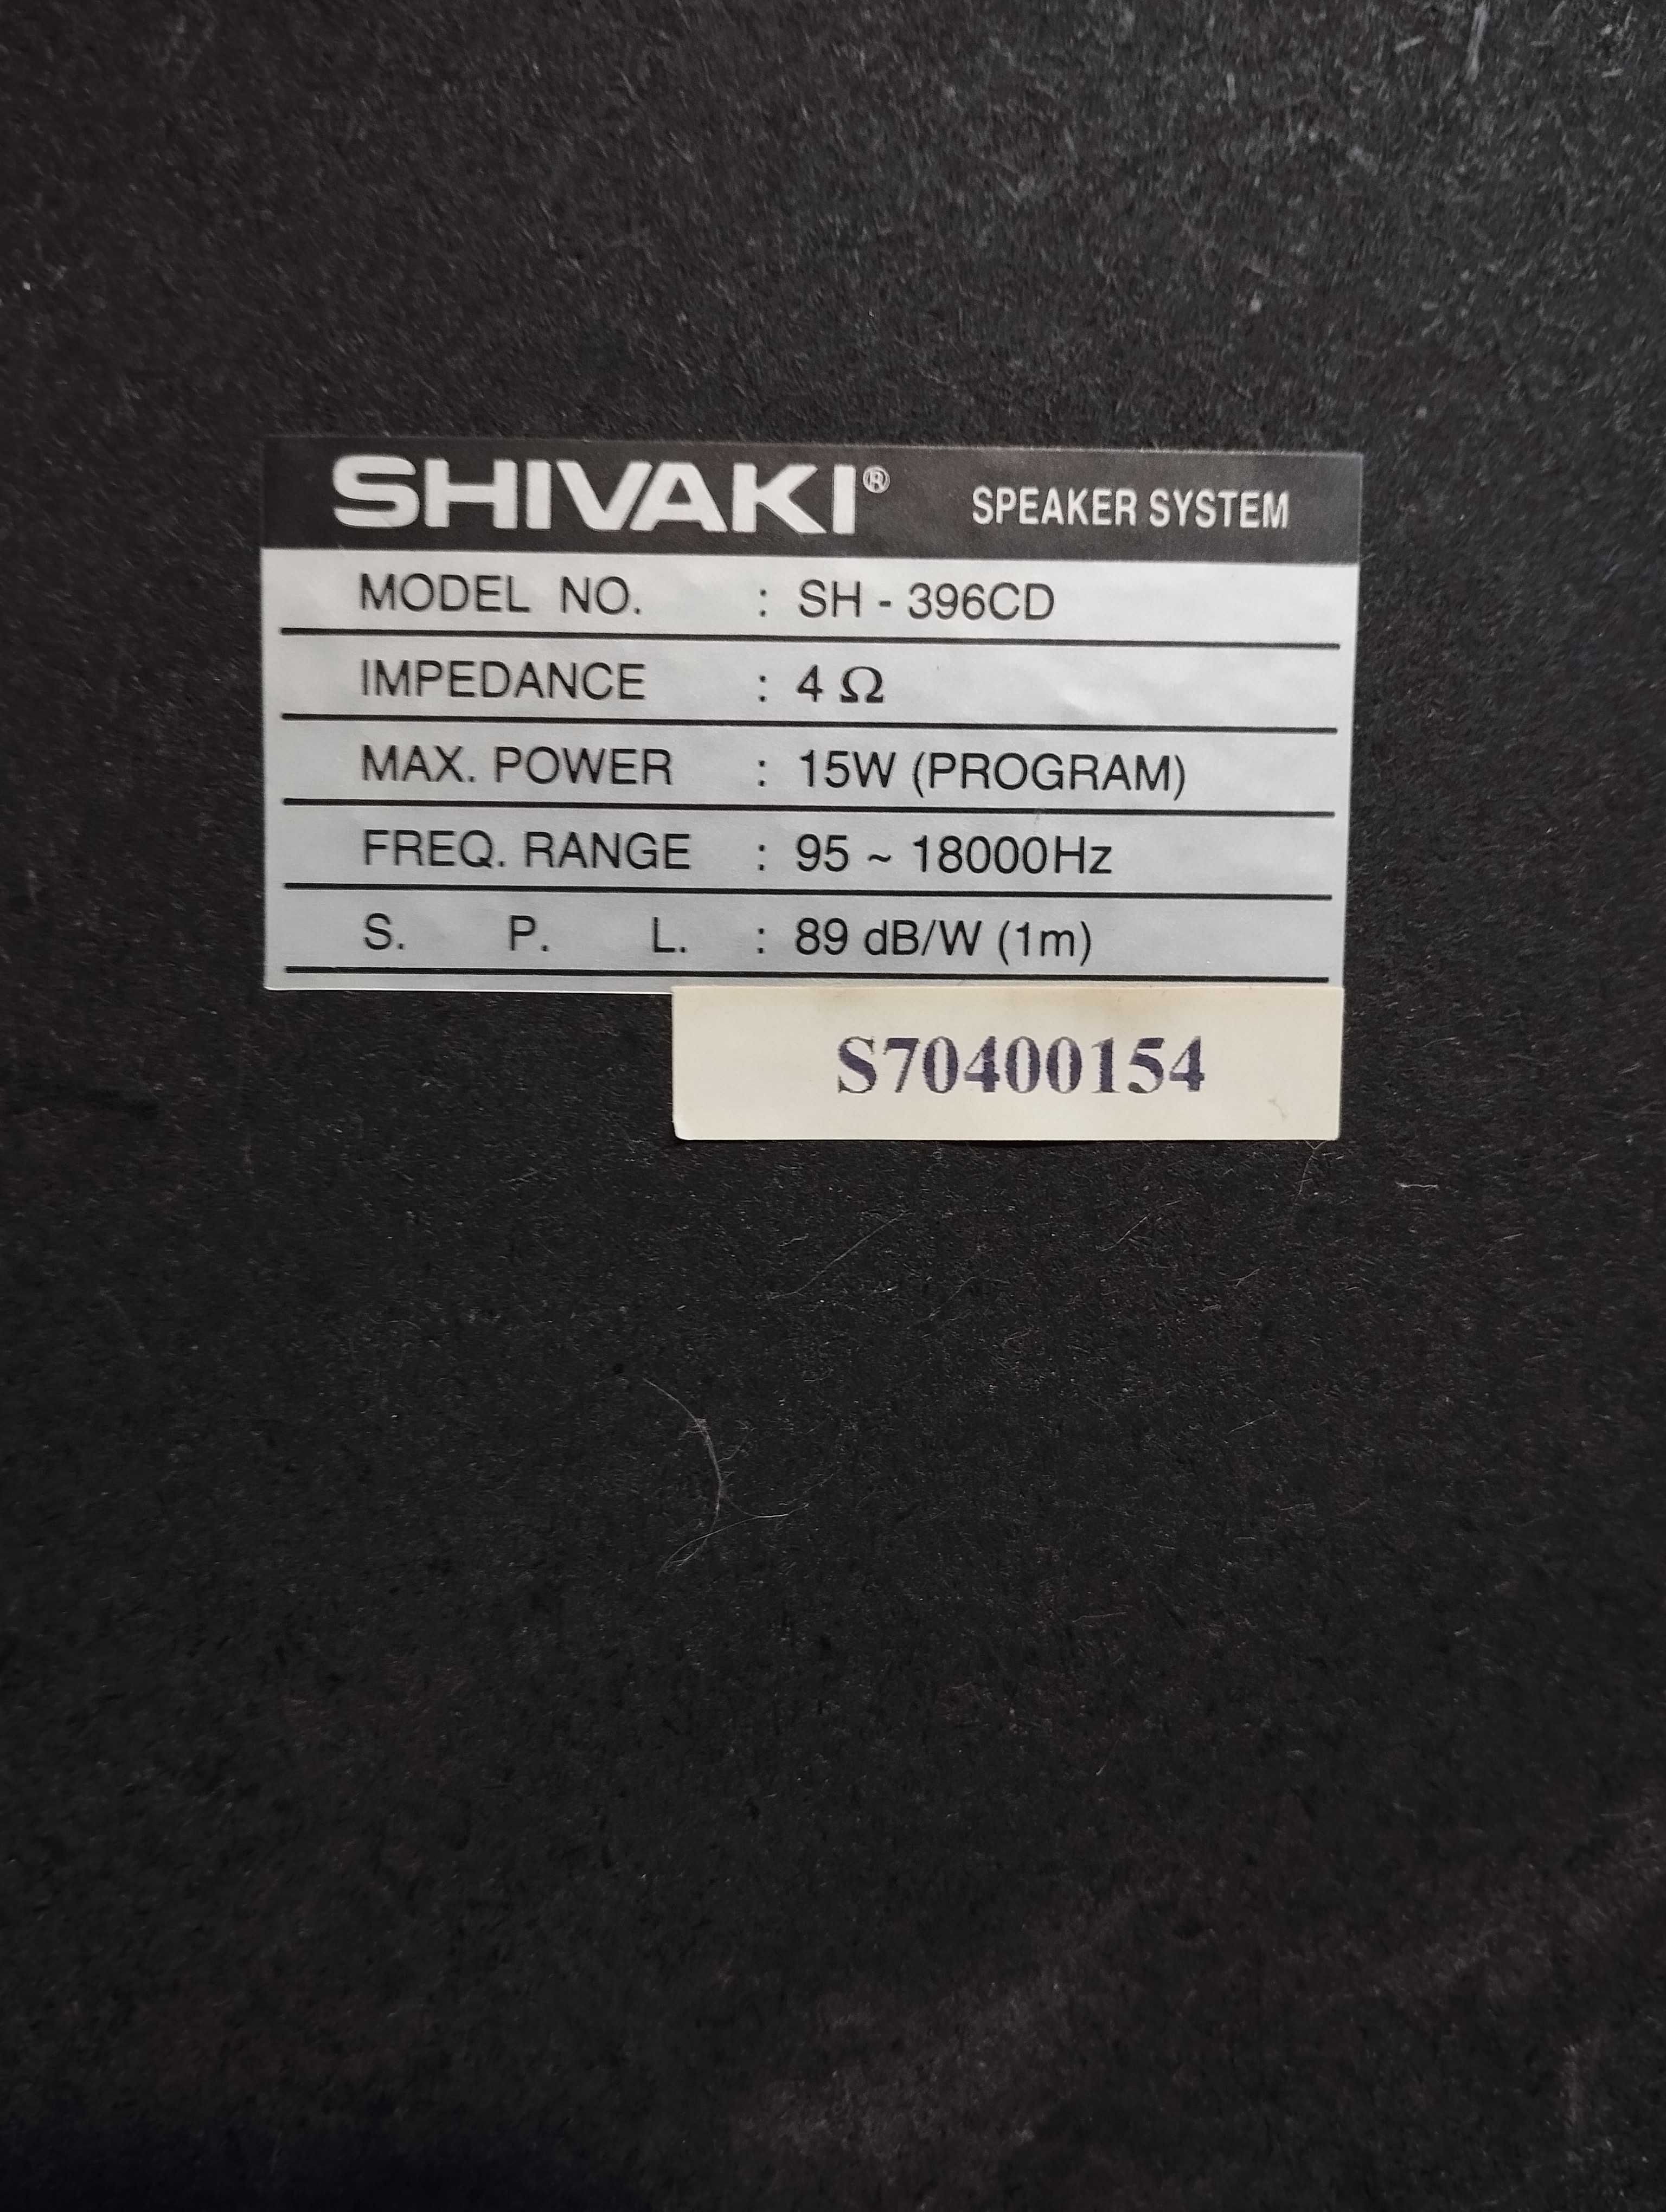 SHIVAKI® SPEAKER SYSTEM
MODEL NO. : SH - 396CD
IMPEDANCE : 4 Ω
MAX. POWER : 15W (PROGRAM)
FREQ. RANGE : 95 ~ 18000Hz
S. P. L. : 89 dB/W (1m)
S70400154